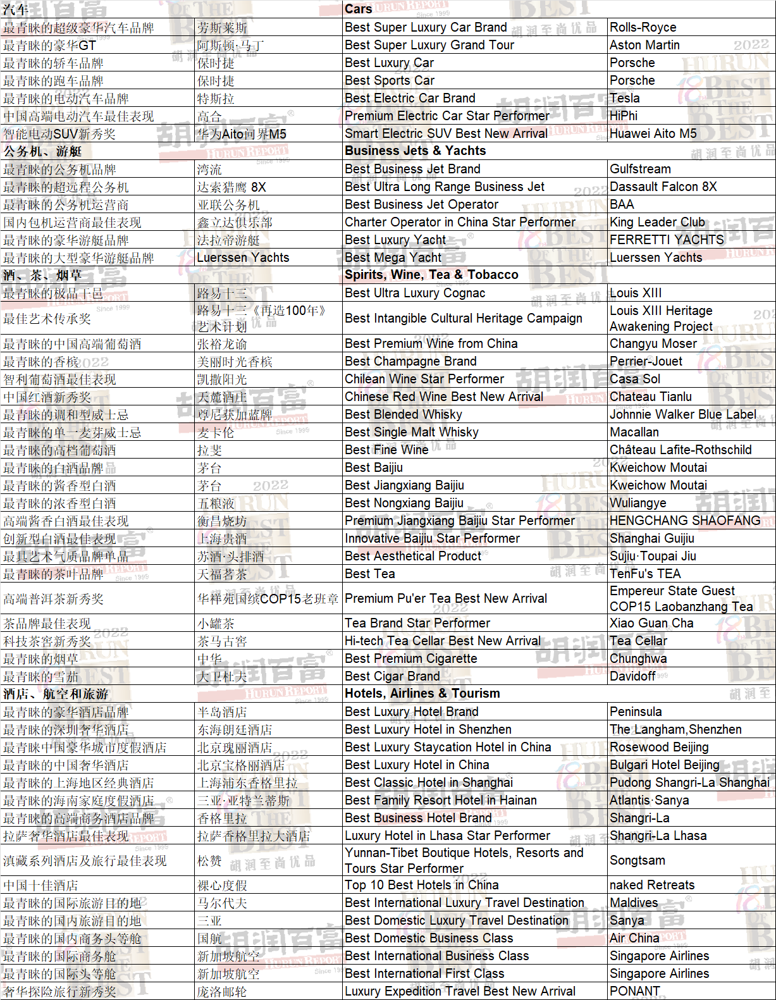 汽车 Cars
最青睐的超级豪华汽车品牌 劳斯莱斯 Best Super Luxury Car Brand Rolls-Royce
最青睐的豪华GT 阿斯顿·马丁 Best Super Luxury Grand Tour Aston Martin
最青睐的轿车品牌 保时捷 Best Luxury Car Porsche
最青睐的跑车品牌 保时捷 Best Sports Car Porsche
最青睐的电动汽车品牌 特斯拉 Best Electric Car Brand Tesla
中国高端电动汽车最佳表现 高合 Premium Electric Car Star Performer HiPhi
智能电动SUV新秀奖 华为Aito问界M5 Smart Electric SUV Best New Arrival Huawei Aito M5
公务机、游艇 Business Jets & Yachts
最青睐的公务机品牌 湾流 Best Business Jet Brand Gulfstream
最青睐的超远程公务机 达索猎鹰 8X Best Ultra Long Range Business Jet Dassault Falcon 8X
最青睐的公务机运营商 亚联公务机 Best Business Jet Operator BAA
国内包机运营商最佳表现 鑫立达俱乐部 Charter Operator in China Star Performer King Leader Club
最青睐的豪华游艇品牌 法拉帝游艇 Best Luxury Yacht FERRETTI YACHTS
最青睐的大型豪华游艇品牌 Luerssen Yachts Best Mega Yacht Luerssen Yachts
酒、茶、烟草 Spirits, Wine, Tea & Tobacco
最青睐的极品干邑 路易十三 Best Ultra Luxury Cognac Louis XIII
最佳艺术传承奖 路易十三《再造100年》 Best Intangible Cultural Heritage Campaign Louis XIII Heritage
艺术计划 Awakening Project
最青睐的中国高端葡萄酒 张裕龙谕 Best Premium Wine from China Changyu Moser
最青睐的香槟 美丽时光香槟 Best Champagne Brand Perrier-Jouet
智利葡萄酒最佳表现 凯撒阳光 Chilean Wine Star Performer Casa Sol
中国红酒新秀奖 天麓酒庄 Chinese Red Wine Best New Arrival Chateau Tianlu
最青睐的调和型威士忌 尊尼获加蓝牌 Best Blended Whisky Johnnie Walker Blue Label
最青睐的单一麦芽威士忌 麦卡伦 Best Single Malt Whisky Macallan
最青睐的高档葡萄酒 拉斐 Best Fine Wine Château Lafite-Rothschild
最青睐的白酒品牌 茅台 Best Baijiu Kweichow Moutai
最青睐的酱香型白酒 茅台 Best Jiangxiang Baijiu Kweichow Moutai
最青睐的浓香型白酒 五粮液 Best Nongxiang Baijiu Wuliangye
高端酱香白酒最佳表现 衡昌烧坊 Premium Jiangxiang Baijiu Star Performer HENGCHANG SHAOFANG
创新型白酒最佳表现 上海贵酒 Innovative Baijiu Star Performer Shanghai Guijiu
最具艺术气质品牌单品 苏酒·头排酒 Best Aesthetical Product Sujiu·Toupai Jiu
最青睐的茶叶品牌 天福茗茶 Best Tea TenFu's TEA
高端普洱茶新秀奖 华祥苑国缤COP15老班章 Premium Pu'er Tea Best New Arrival Empereur State Guest
COP15 Laobanzhang Tea
茶品牌最佳表现 小罐茶 Tea Brand Star Performer Xiao Guan Cha
科技茶窖新秀奖 茶马古窖 Hi-tech Tea Cellar Best New Arrival Tea Cellar
最青睐的烟草 中华 Best Premium Cigarette Chunghwa
最青睐的雪茄 大卫杜夫 Best Cigar Brand Davidoff
酒店、航空和旅游 Hotels, Airlines & Tourism
最青睐的豪华酒店品牌 半岛酒店 Best Luxury Hotel Brand Peninsula
最青睐的深圳奢华酒店 东海朗廷酒店 Best Luxury Hotel in Shenzhen The Langham,Shenzhen
最青睐中国豪华城市度假酒店 北京瑰丽酒店 Best Luxury Staycation Hotel in China Rosewood Beijing
最青睐的中国奢华酒店 北京宝格丽酒店 Best Luxury Hotel in China Bulgari Hotel Beijing
最青睐的上海地区经典酒店 上海浦东香格里拉 Best Classic Hotel in Shanghai Pudong Shangri-La Shanghai
最青睐的海南家庭度假酒店 三亚·亚特兰蒂斯 Best Family Resort Hotel in Hainan Atlantis·Sanya
最青睐的高端商务酒店品牌 香格里拉 Best Business Hotel Brand Shangri-La
拉萨奢华酒店最佳表现 拉萨香格里拉大酒店 Luxury Hotel in Lhasa Star Performer Shangri-La Lhasa
滇藏系列酒店及旅行最佳表现 松赞 Yunnan-Tibet Boutique Hotels, Resorts and Songtsam
Tours Star Performer
中国十佳酒店 裸心度假 Top 10 Best Hotels in China naked Retreats
最青睐的国际旅游目的地 马尔代夫 Best International Luxury Travel Destination Maldives
最青睐的国内旅游目的地 三亚 Best Domestic Luxury Travel Destination Sanya
最青睐的国内商务头等舱 国航 Best Domestic Business Class Air China
最青睐的国际商务舱 新加坡航空 Best International Business Class Singapore Airlines
最青睐的国际头等舱 新加坡航空 Best International First Class Singapore Airlines
奢华探险旅行新秀奖 庞洛邮轮 Luxury Expedition Travel Best New Arrival PONANT